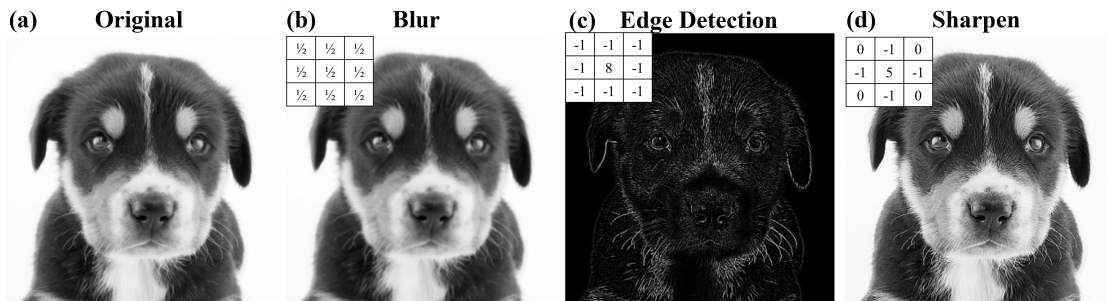 (a) Original
(b) Blur
½ ½ ½
½ ½ ½
½ ½ ½
(c) Edge Detection
-1 -1 -1
-1 8 -1
-1 -1 -1
(d) Sharpen
0 -1 0
-1 5 -1
0 -1 0